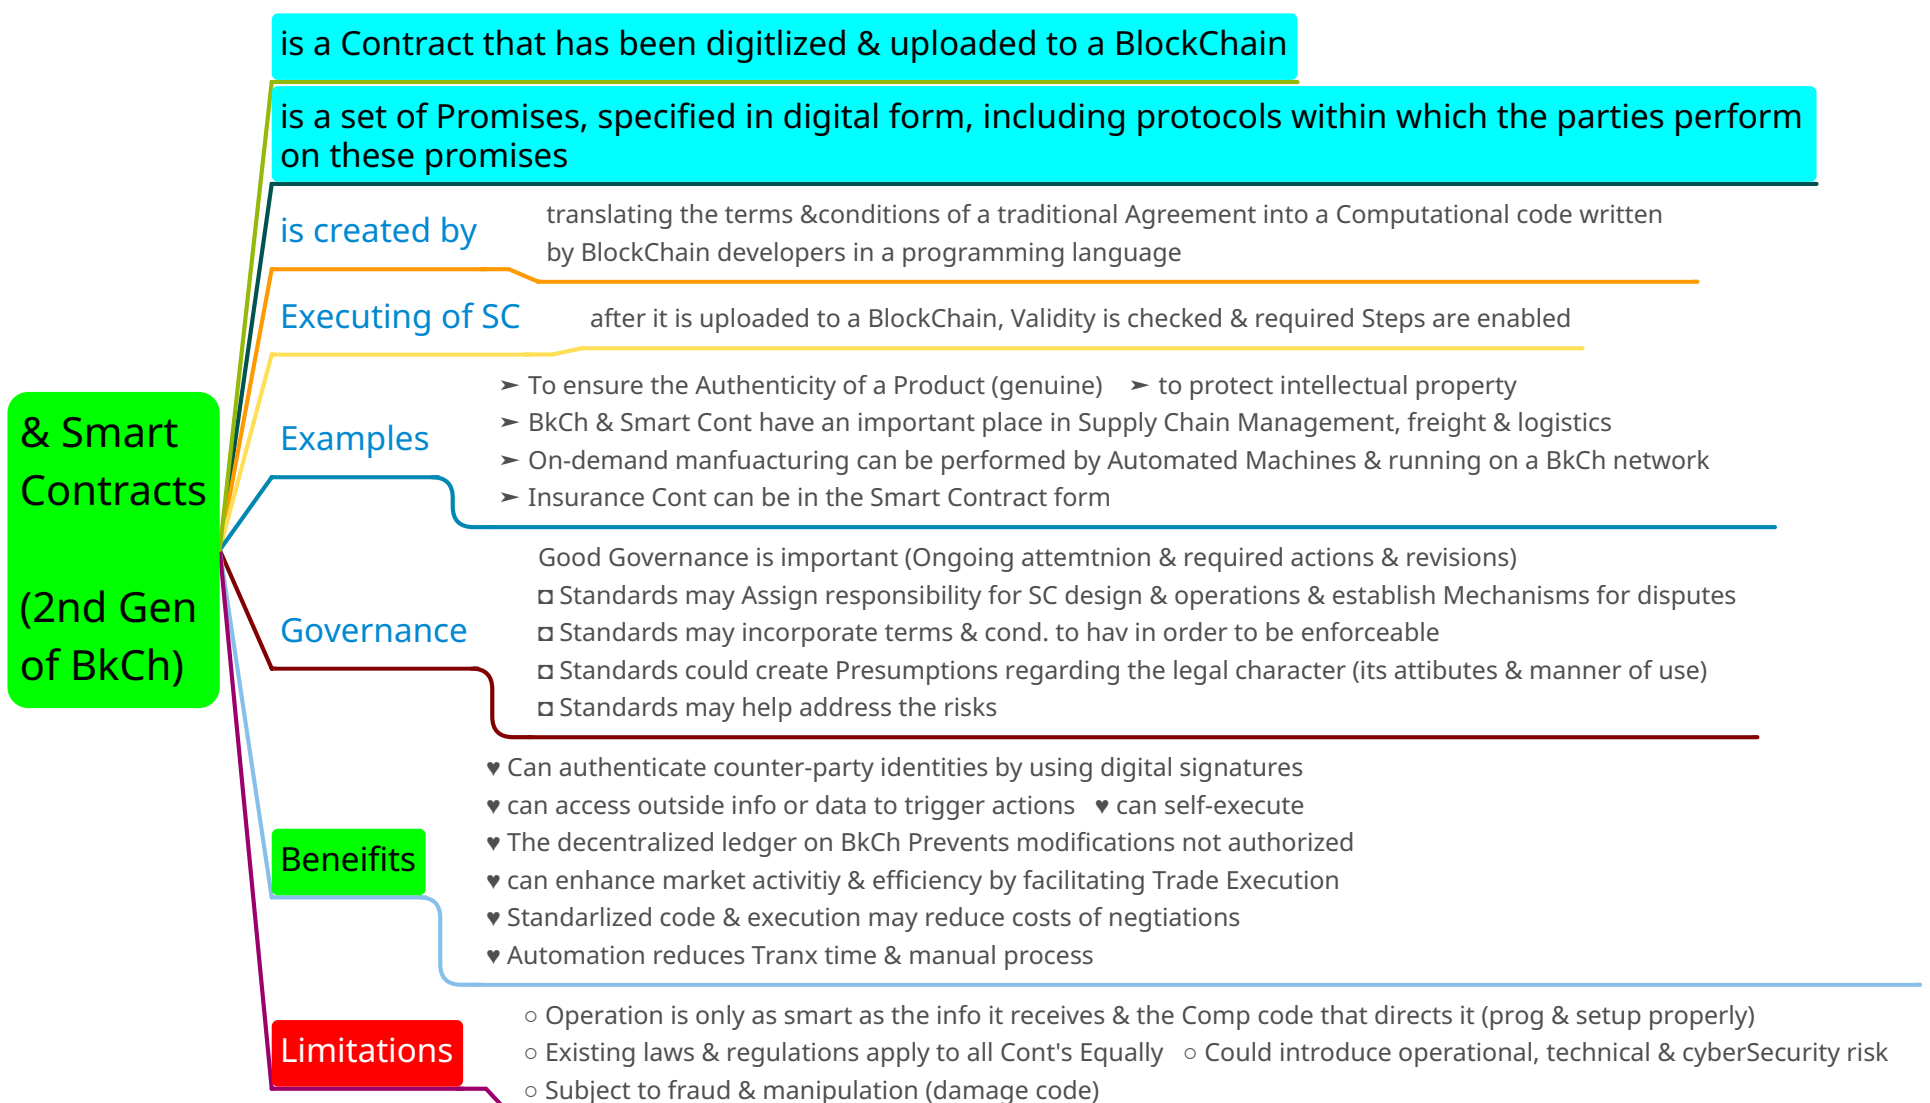 is a Contract that has been digitlized & uploaded to a BlockChain
is a set of Promises, specified in digital form, including protocols within which the parties perform
on these promises
is created by
translating the terms &conditions of a traditional Agreement into a Computational code written
by BlockChain developers in a programming language
Executing of SC
after it is uploaded to a BlockChain, Validity is checked & required Steps are enabled
& Smart
Contracts
(2nd Gen
of BkCh)
Examples
➢ To ensure the Authenticity of a Product (genuine) ➢ to protect intellectual property
➢ BkCh & Smart Cont have an important place in Supply Chain Management, freight & logistics
➢ On-demand manfuacturing can be performed by Automated Machines & running on a BkCh network
➢ Insurance Cont can be in the Smart Contract form
Governance
Good Governance is important (Ongoing attemtnion & required actions & revisions)
◘ Standards may Assign responsibility for SC design & operations & establish Mechanisms for disputes
◘ Standards may incorporate terms & cond. to hav in order to be enforceable
◘ Standards could create Presumptions regarding the legal character (its attibutes & manner of use)
◘ Standards may help address the risks
Beneifits
♥ Can authenticate counter-party identities by using digital signatures
♥ can access outside info or data to trigger actions ♥ can self-execute
♥ The decentralized ledger on BkCh Prevents modifications not authorized
♥ can enhance market activitiy & efficiency by facilitating Trade Execution
♥ Standarlized code & execution may reduce costs of negtiations
♥ Automation reduces Tranx time & manual process
Limitations
○ Operation is only as smart as the info it receives & the Comp code that directs it (prog & setup properly)
○ Existing laws & regulations apply to all Cont's Equally ○ Could introduce operational, technical & cyberSecurity risk
○ Subject to fraud & manipulation (damage code)